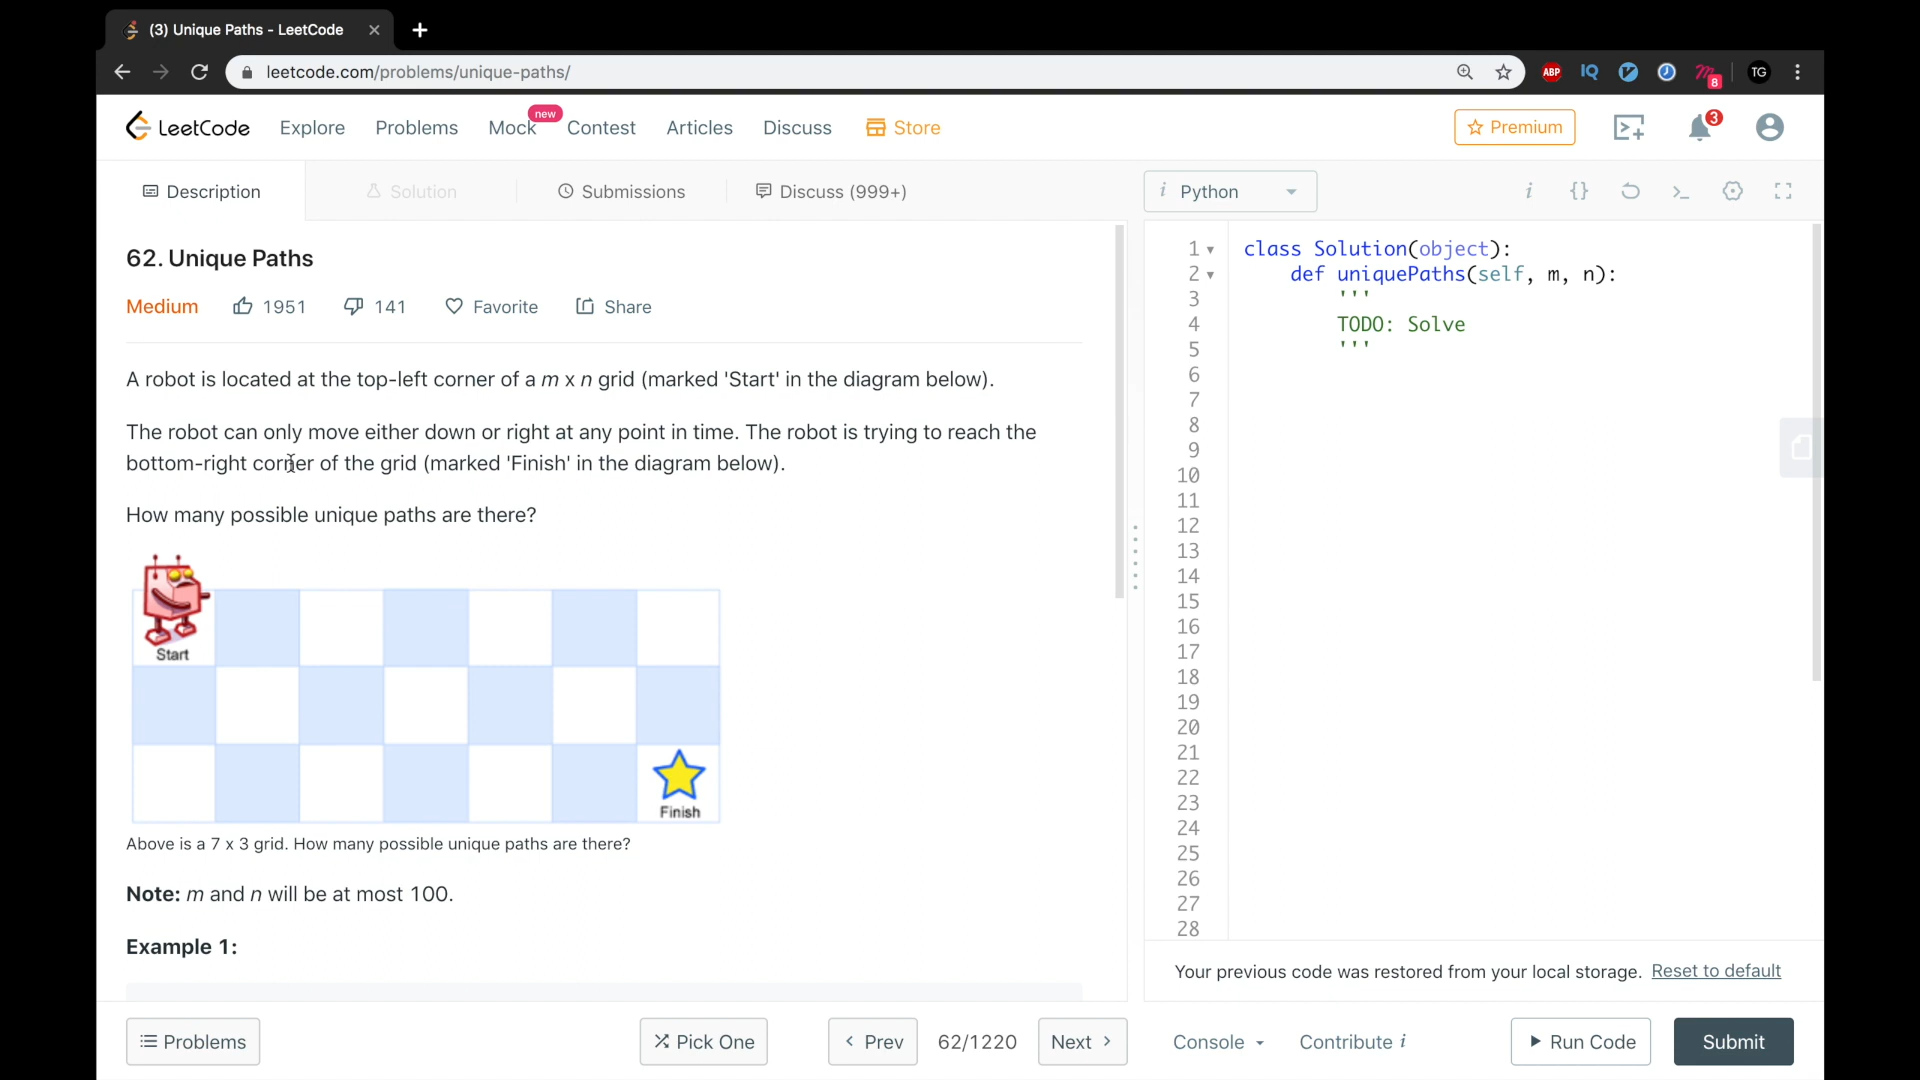 (3) Unique Paths - LeetCode
leetcode.com/problems/unique-paths/
ABP
IQ
8
TG
LeetCode
Explore
Problems
Mock
new
Contest
Articles
Discuss
Store
Premium
3
Description
Solution
Submissions
Discuss (999+)
i Python
i
{}
62. Unique Paths
Medium
1951
141
Favorite
Share
A robot is located at the top-left corner of a m x n grid (marked 'Start' in the diagram below).
The robot can only move either down or right at any point in time. The robot is trying to reach the
bottom-right corner of the grid (marked 'Finish' in the diagram below).
How many possible unique paths are there?
Start
Finish
Above is a 7 x 3 grid. How many possible unique paths are there?
Note: m and n will be at most 100.
Example 1:
1 class Solution(object):
2 def uniquePaths(self, m, n):
3 '''
4 TODO: Solve
5 '''
6
7
8
9
10
11
12
13
14
15
16
17
18
19
20
21
22
23
24
25
26
27
28
Your previous code was restored from your local storage. Reset to default
Problems
Pick One
Prev
62/1220
Next
Console
Contribute i
Run Code
Submit